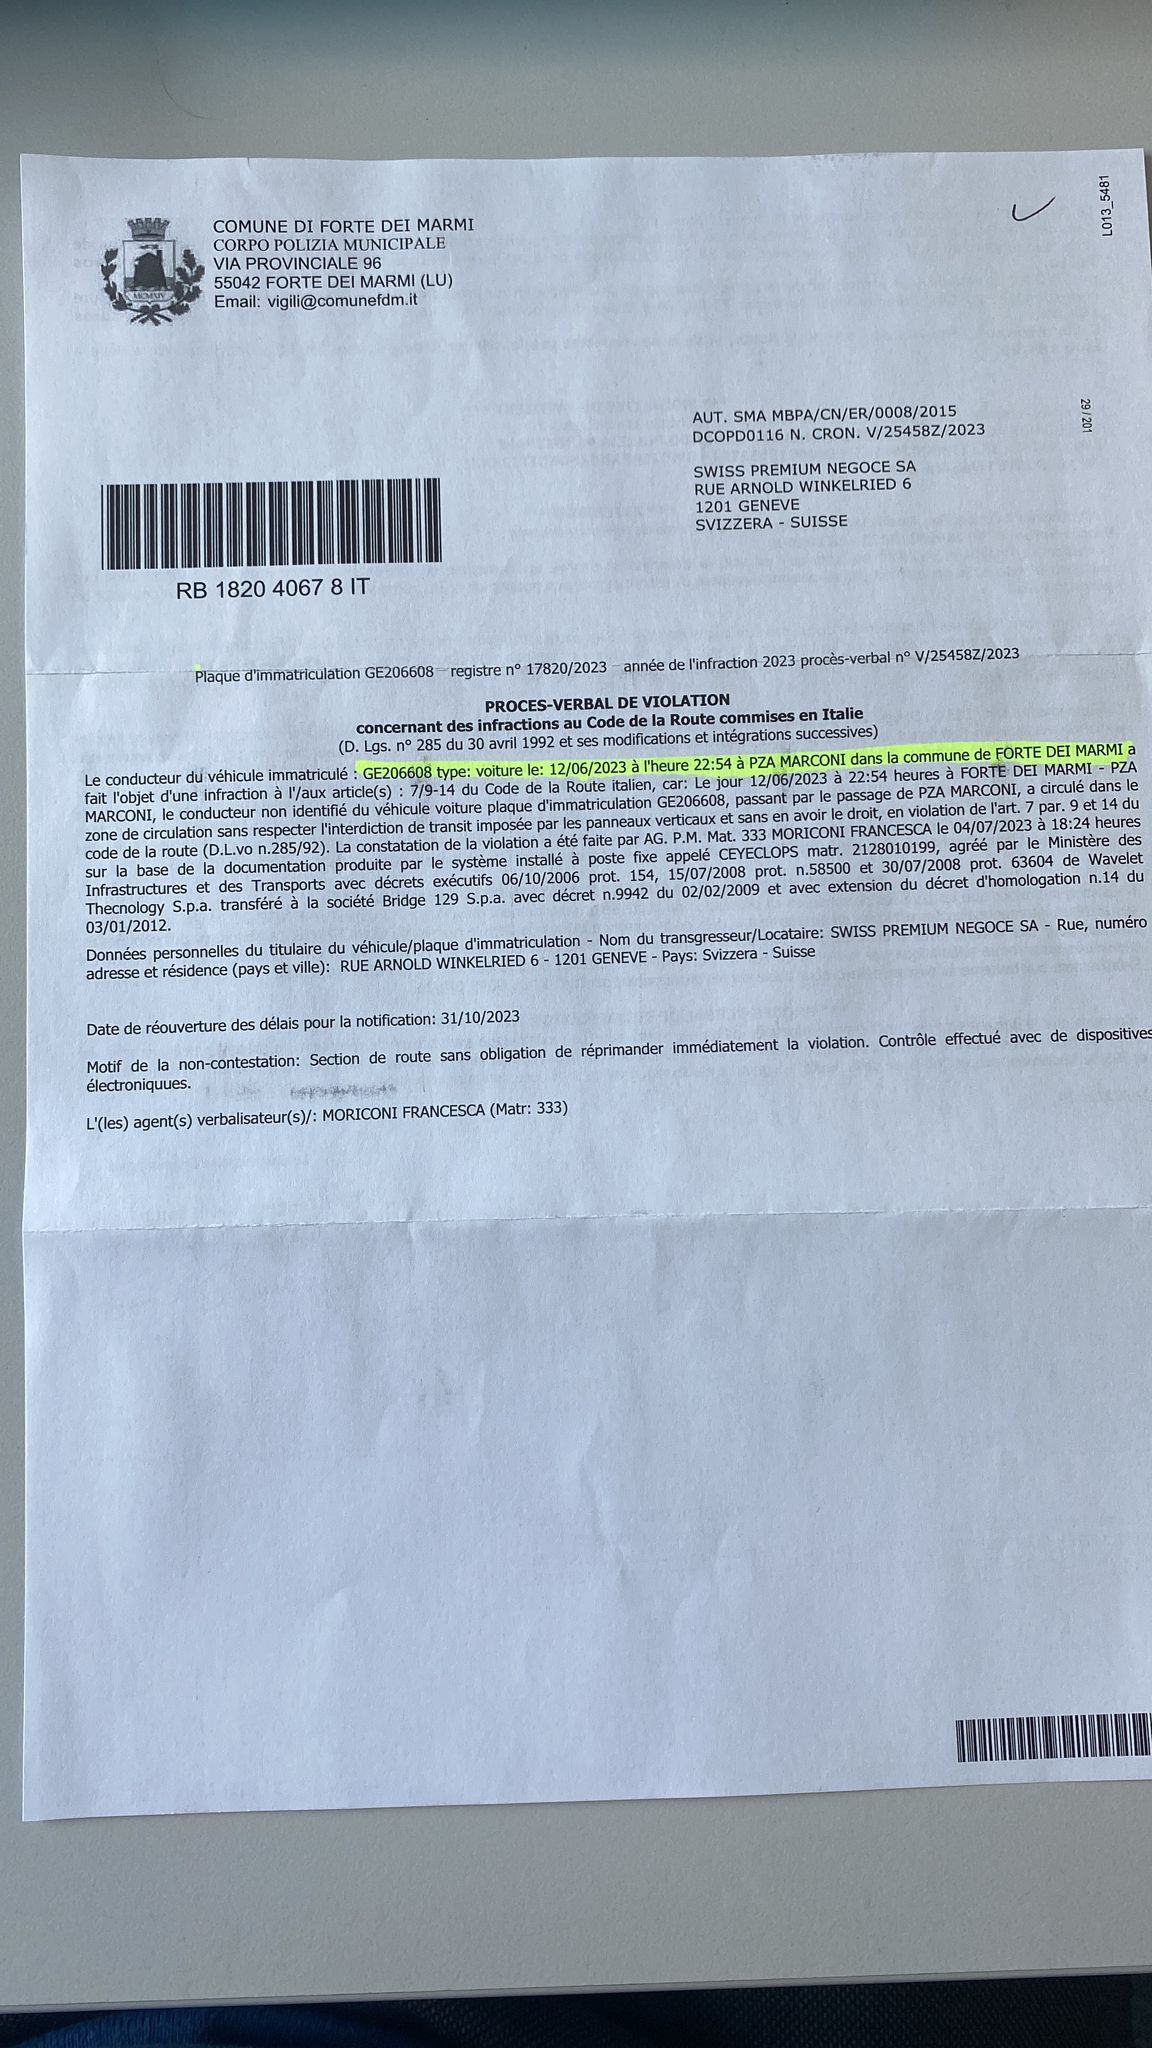 COMUNE DI FORTE DEI MARMI
CORPO POLIZIA MUNICIPALE
VIA PROVINCIALE 96
55042 FORTE DEI MARMI (LU)
Email: vigili@comunefdm.it
MCMXIV
L013_5481
29 / 201
AUT. SMA MBPA/CN/ER/0008/2015
DCOPD0116 N. CRON. V/25458Z/2023
SWISS PREMIUM NEGOCE SA
RUE ARNOLD WINKELRIED 6
1201 GENEVE
SVIZZERA - SUISSE
RB 1820 4067 8 IT
Plaque d'immatriculation GE206608 registre n° 17820/2023 année de l'infraction 2023 procès-verbal n° V/25458Z/2023
PROCES-VERBAL DE VIOLATION
concernant des infractions au Code de la Route commises en Italie
(D. Lgs. n° 285 du 30 avril 1992 et ses modifications et intégrations successives)
Le conducteur du véhicule immatriculé : GE206608 type: voiture le: 12/06/2023 à l'heure 22:54 à PZA MARCONI dans la commune de FORTE DEI MARMI a
fait l'objet d'une infraction à l'/aux article(s) : 7/9-14 du Code de la Route italien, car: Le jour 12/06/2023 à 22:54 heures à FORTE DEI MARMI - PZA
MARCONI, le conducteur non identifié du véhicule voiture plaque d'immatriculation GE206608, passant par le passage de PZA MARCONI, a circulé dans le
zone de circulation sans respecter l'interdiction de transit imposée par les panneaux verticaux et sans en avoir le droit, en violation de l'art. 7 par. 9 et 14 du
code de la route (D.L.vo n.285/92). La constatation de la violation a été faite par AG. P.M. Mat. 333 MORICONI FRANCESCA le 04/07/2023 à 18:24 heures
sur la base de la documentation produite par le système installé à poste fixe appelé CEYECLOPS matr. 2128010199, agréé par le Ministère des
Infrastructures et des Transports avec décrets exécutifs 06/10/2006 prot. 154, 15/07/2008 prot. n.58500 et 30/07/2008 prot. 63604 de Wavelet
Thecnology S.p.a. transféré à la société Bridge 129 S.p.a. avec décret n.9942 du 02/02/2009 et avec extension du décret d'homologation n.14 du
03/01/2012.
Données personnelles du titulaire du véhicule/plaque d'immatriculation - Nom du transgresseur/Locataire: SWISS PREMIUM NEGOCE SA - Rue, numéro
adresse et résidence (pays et ville): RUE ARNOLD WINKELRIED 6 - 1201 GENEVE - Pays: Svizzera - Suisse
Date de réouverture des délais pour la notification: 31/10/2023
Motif de la non-contestation: Section de route sans obligation de réprimander immédiatement la violation. Contrôle effectué avec de dispositives
électroniquues.
L'(les) agent(s) verbalisateur(s)/: MORICONI FRANCESCA (Matr: 333)